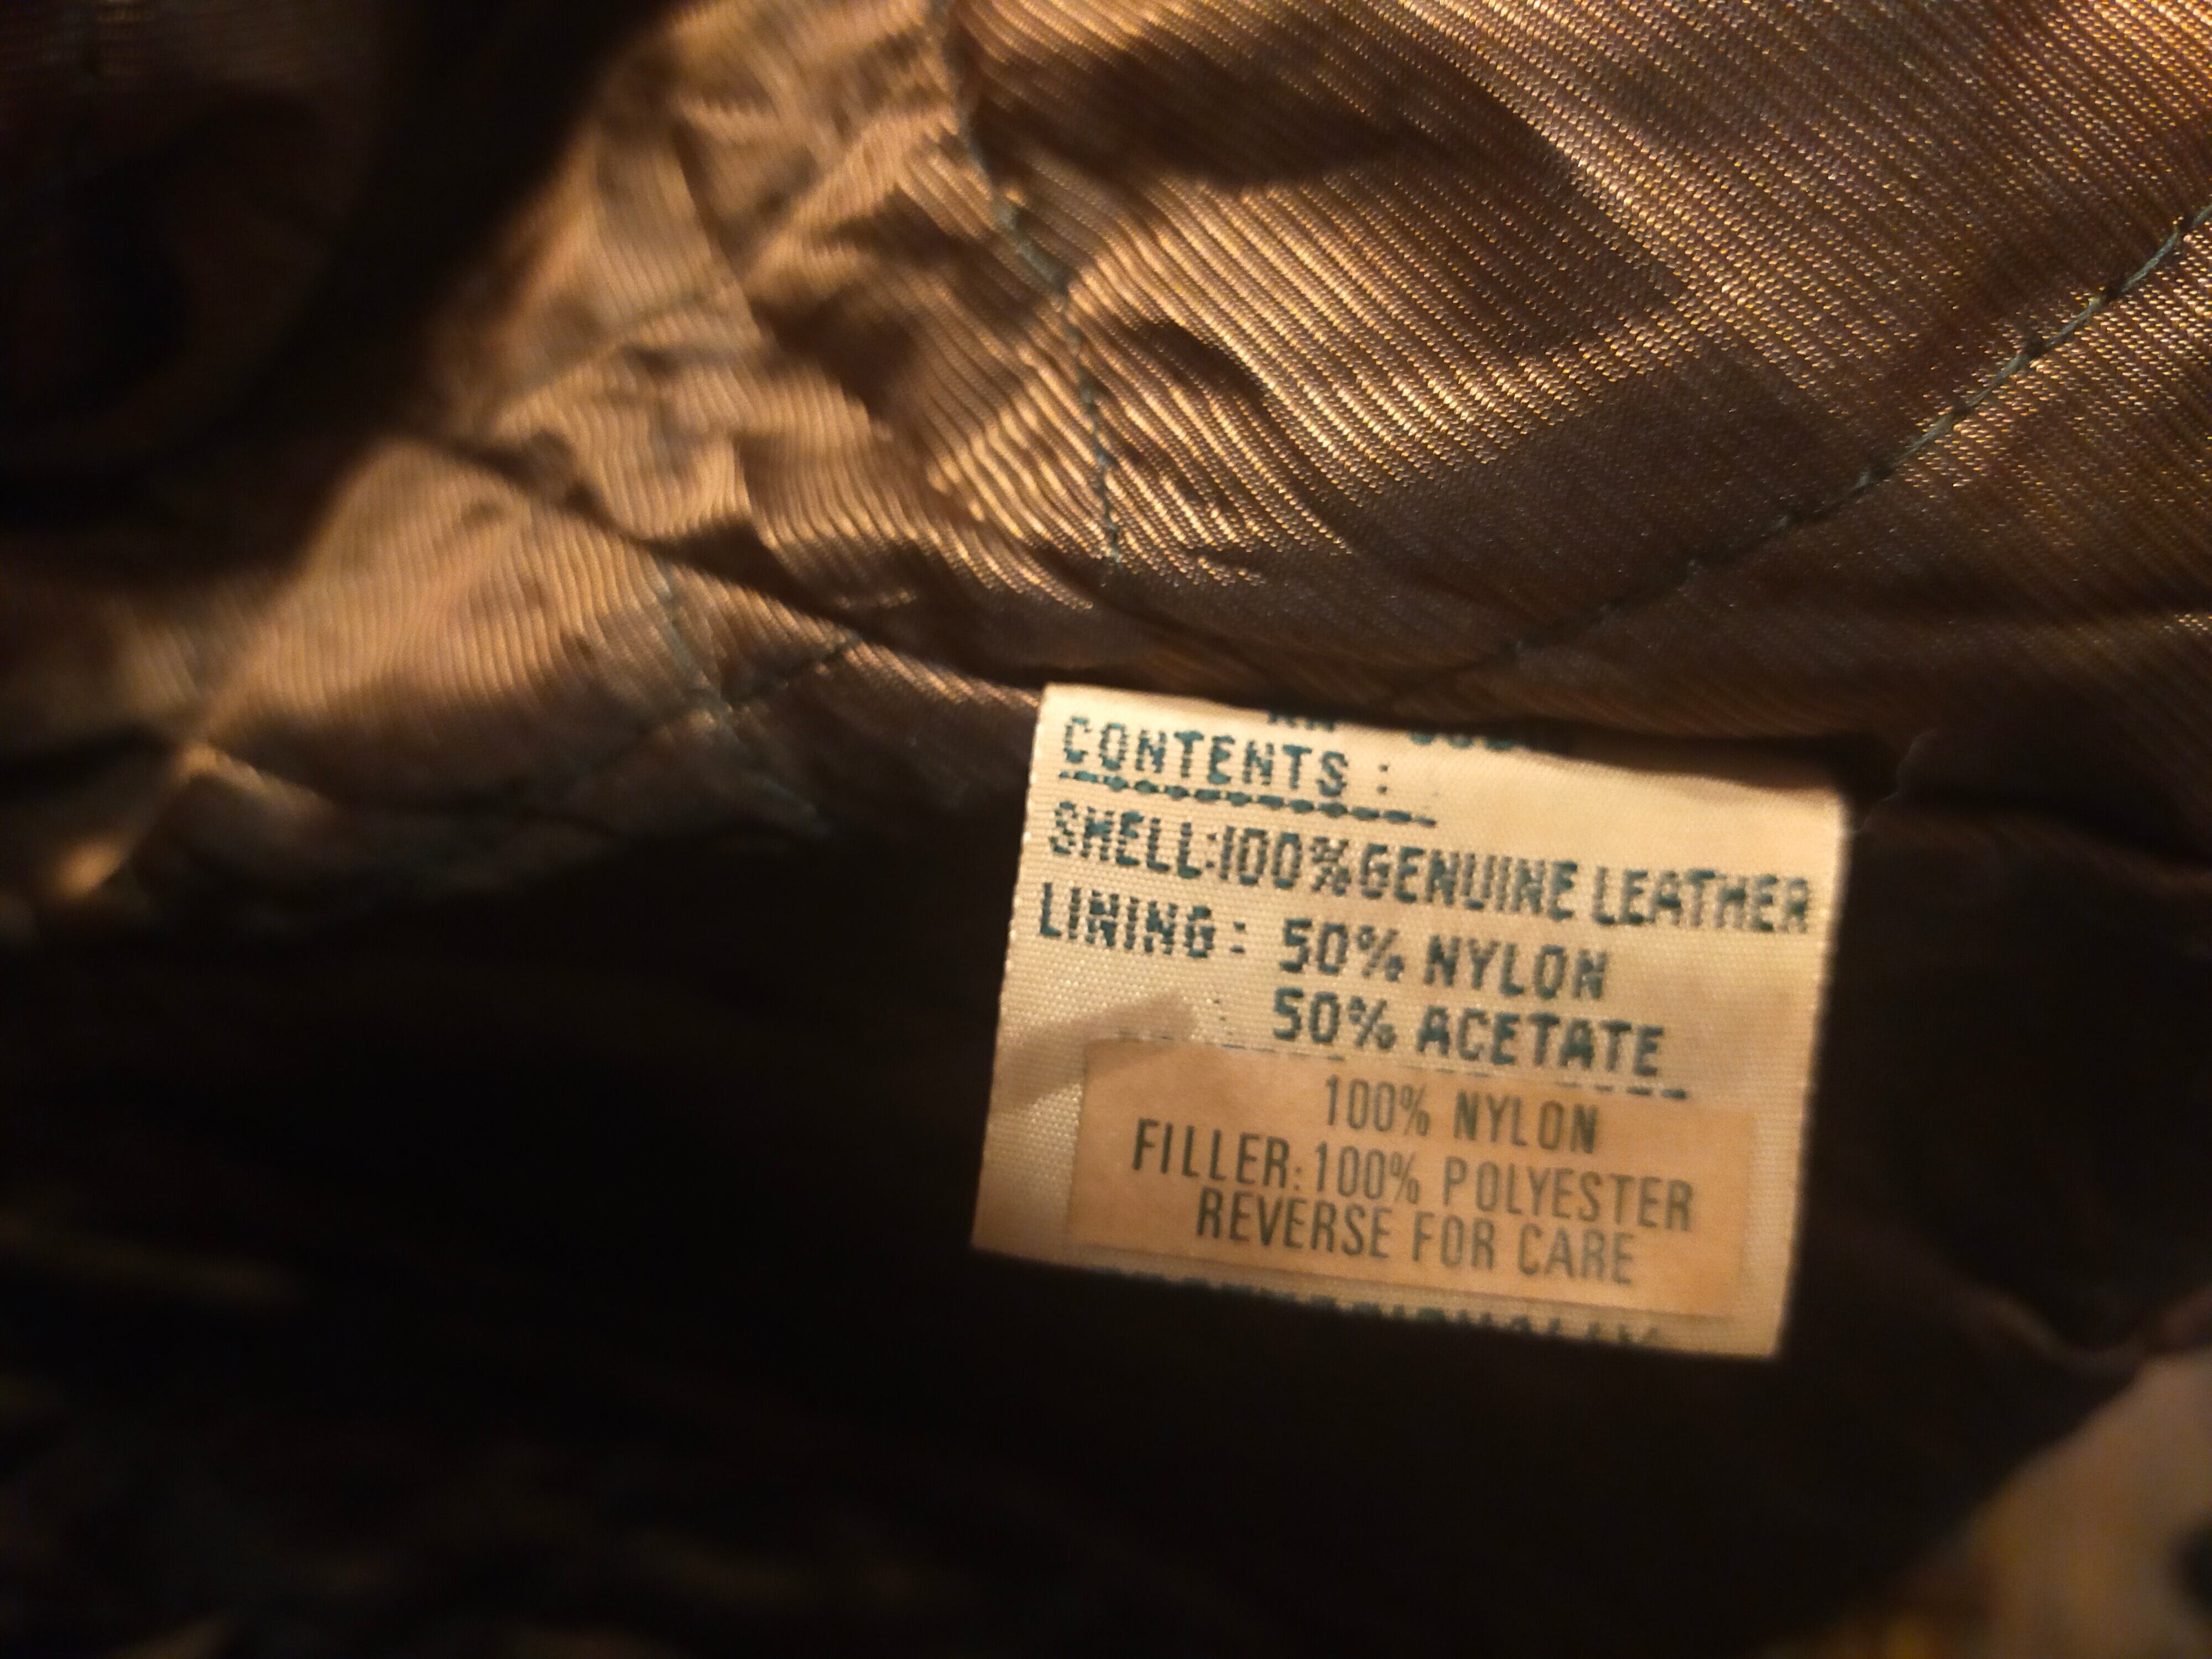 CONTENTS :
SHELL:100%GENUINE LEATHER
LINING : 50% NYLON
: 50% ACETATE
100% NYLON
FILLER:100% POLYESTER
REVERSE FOR CARE